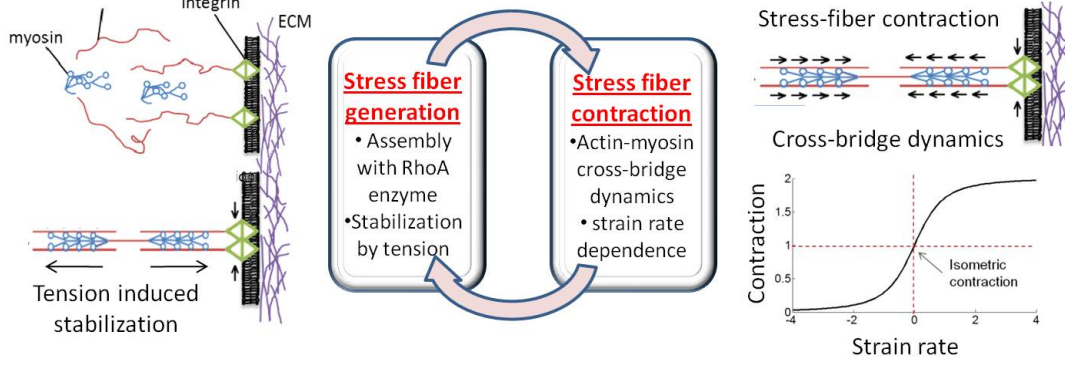 integrin
ECM
myosin
Tension induced
stabilization
Stress fiber
generation
• Assembly
with RhoA
enzyme
•Stabilization
by tension
Stress fiber
contraction
•Actin-myosin
cross-bridge
dynamics
• strain rate
dependence
Stress-fiber contraction
Cross-bridge dynamics
Contraction
2
1.5
1
0.5
0
Isometric
contraction
-4
-2
0
2
4
Strain rate